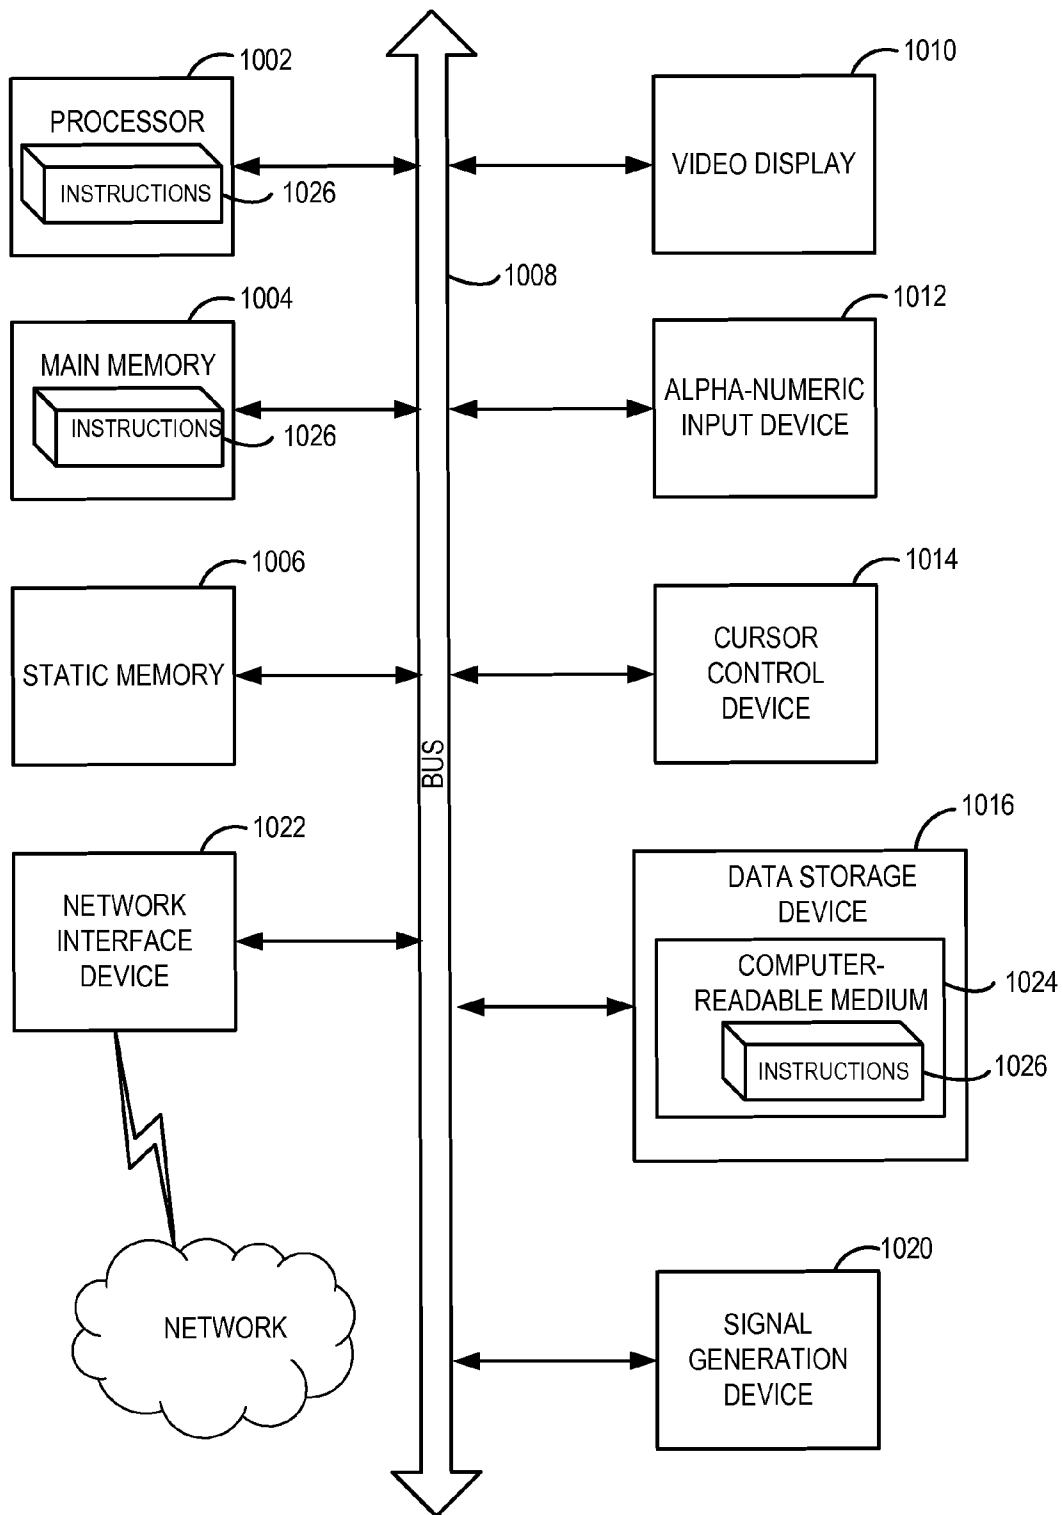 1002
PROCESSOR
INSTRUCTIONS
1026
1004
MAIN MEMORY
INSTRUCTIONS
1026
1006
STATIC MEMORY
1022
NETWORK
INTERFACE
DEVICE
NETWORK
BUS
1008
1010
VIDEO DISPLAY
1012
ALPHA-NUMERIC
INPUT DEVICE
1014
CURSOR
CONTROL
DEVICE
1016
DATA STORAGE
DEVICE
COMPUTER-
READABLE MEDIUM
1024
INSTRUCTIONS
1026
1020
SIGNAL
GENERATION
DEVICE